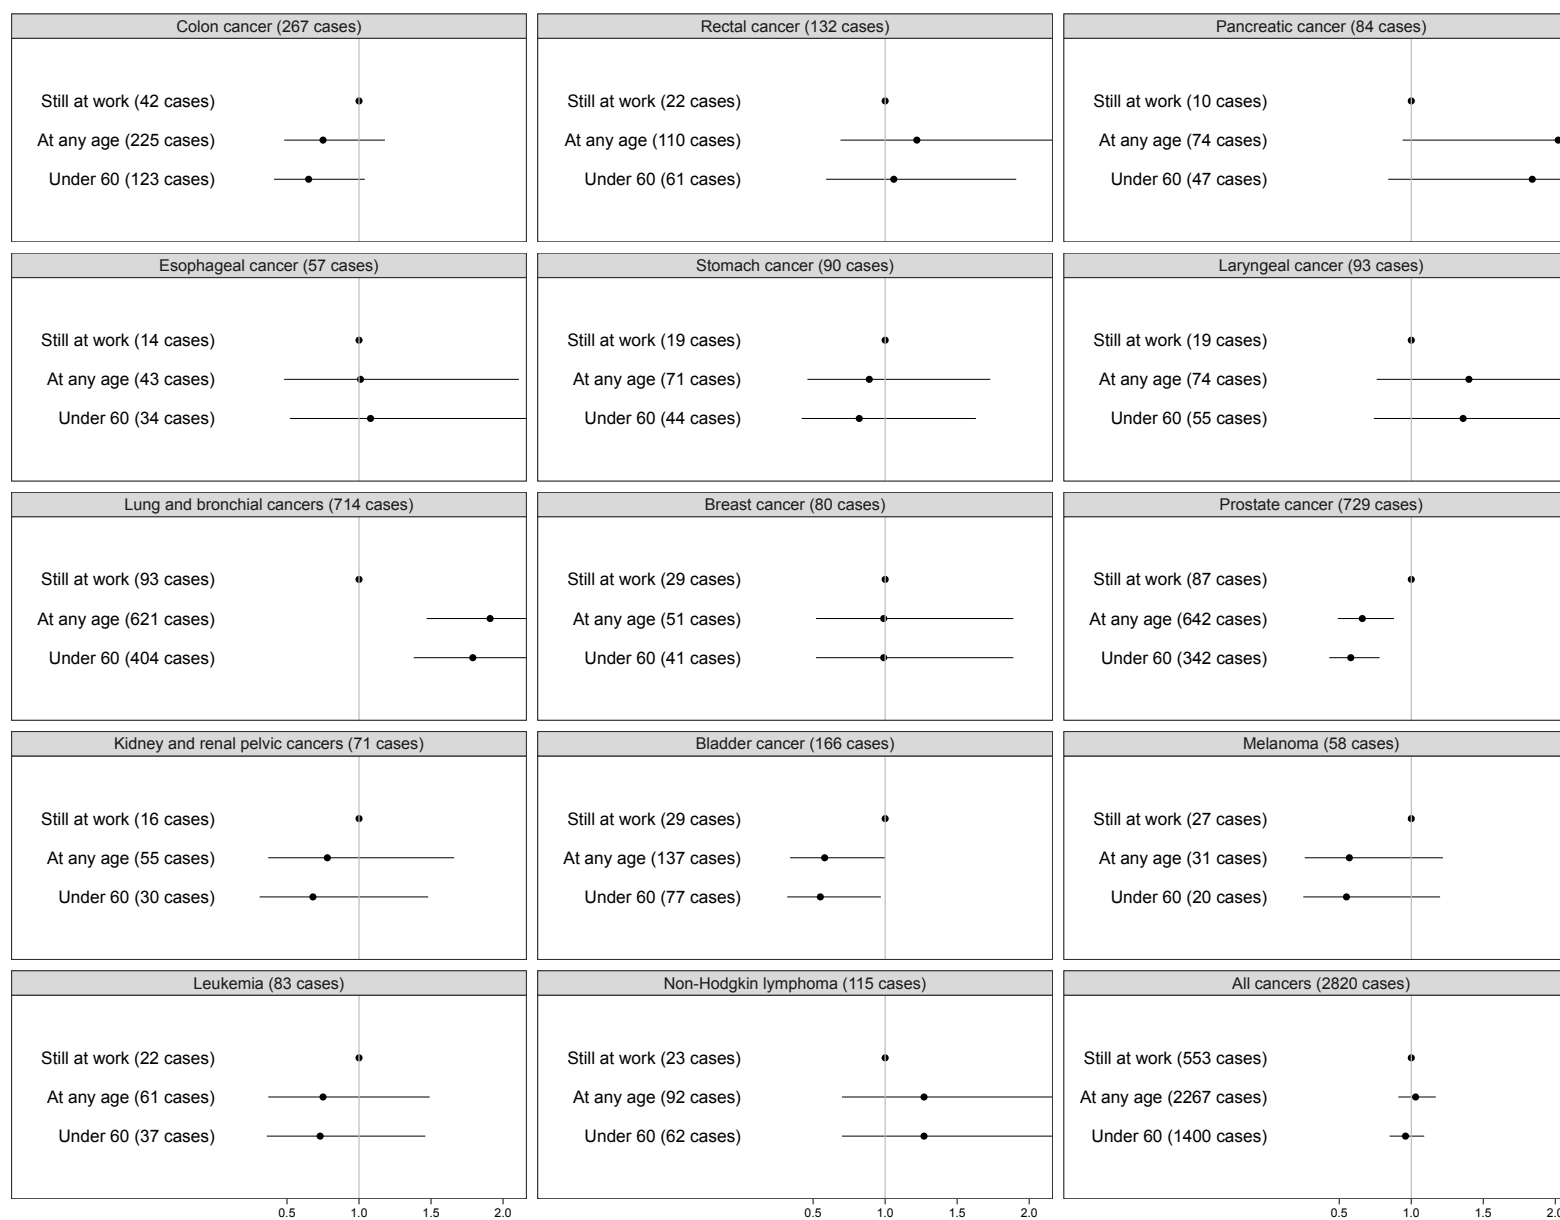 Colon cancer (267 cases)
Still at work (42 cases)
At any age (225 cases)
Under 60 (123 cases)
Rectal cancer (132 cases)
Still at work (22 cases)
At any age (110 cases)
Under 60 (61 cases)
Pancreatic cancer (84 cases)
Still at work (10 cases)
At any age (74 cases)
Under 60 (47 cases)
Esophageal cancer (57 cases)
Still at work (14 cases)
At any age (43 cases)
Under 60 (34 cases)
Stomach cancer (90 cases)
Still at work (19 cases)
At any age (71 cases)
Under 60 (44 cases)
Laryngeal cancer (93 cases)
Still at work (19 cases)
At any age (74 cases)
Under 60 (55 cases)
Lung and bronchial cancers (714 cases)
Still at work (93 cases)
At any age (621 cases)
Under 60 (404 cases)
Breast cancer (80 cases)
Still at work (29 cases)
At any age (51 cases)
Under 60 (41 cases)
Prostate cancer (729 cases)
Still at work (87 cases)
At any age (642 cases)
Under 60 (342 cases)
Kidney and renal pelvic cancers (71 cases)
Still at work (16 cases)
At any age (55 cases)
Under 60 (30 cases)
Bladder cancer (166 cases)
Still at work (29 cases)
At any age (137 cases)
Under 60 (77 cases)
Melanoma (58 cases)
Still at work (27 cases)
At any age (31 cases)
Under 60 (20 cases)
Leukemia (83 cases)
Still at work (22 cases)
At any age (61 cases)
Under 60 (37 cases)
0.5 1.0 1.5 2.0
Non-Hodgkin lymphoma (115 cases)
Still at work (23 cases)
At any age (92 cases)
Under 60 (62 cases)
0.5 1.0 1.5 2.0
All cancers (2820 cases)
Still at work (553 cases)
At any age (2267 cases)
Under 60 (1400 cases)
0.5 1.0 1.5 2.0